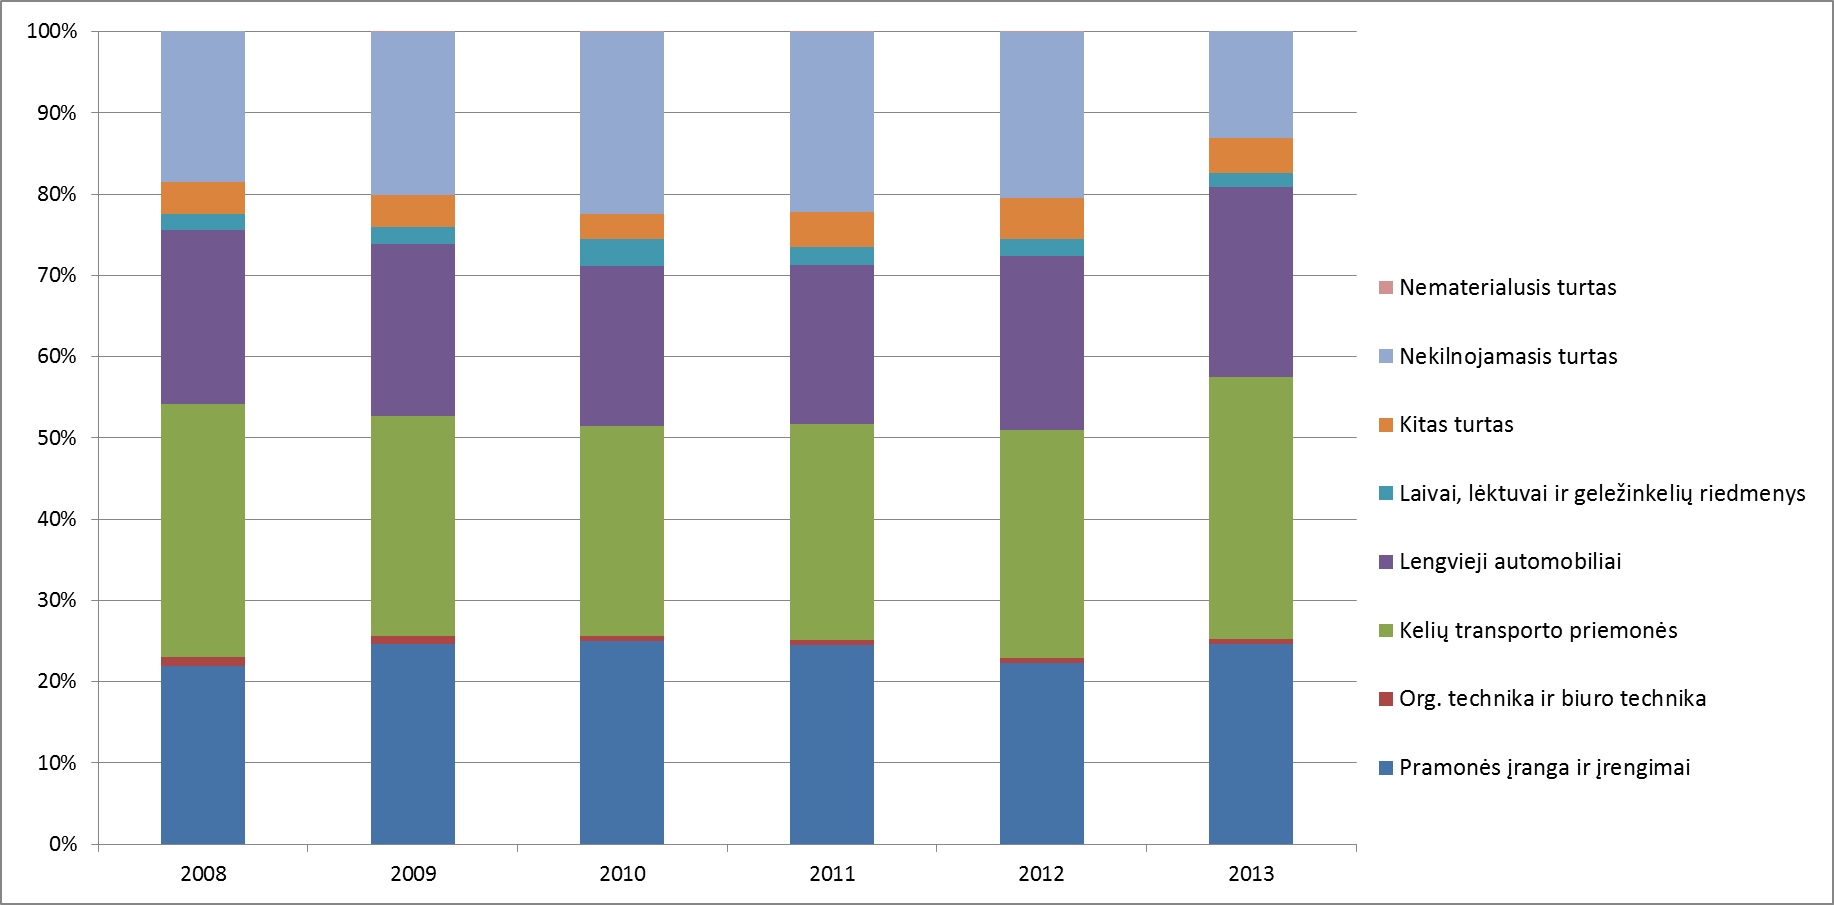 100%
90%
80%
70%
60%
50%
40%
30%
20%
10%
0%
2008
2009
2010
2011
2012
2013
Nematerialusis turtas
Nekilnojamasis turtas
Kitas turtas
Laivai, lėktuvai ir geležinkelių riedmenys
Lengvieji automobiliai
Kelių transporto priemonės
Org. technika ir biuro technika
Pramonės įranga ir įrengimai